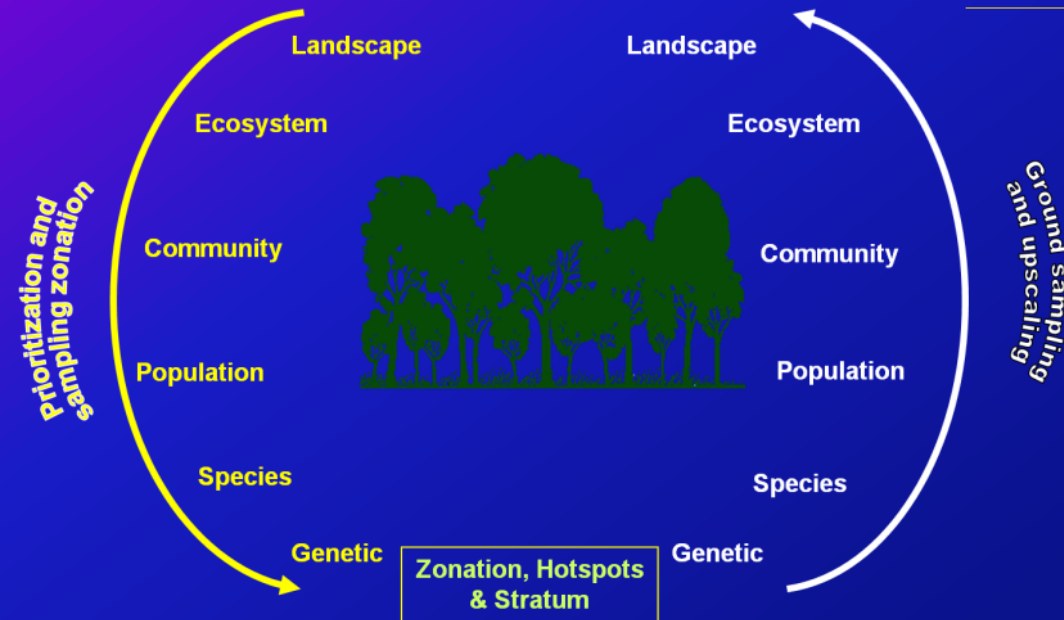 Landscape
Ecosystem
Community
Population
Species
Genetic
Prioritization and
sampling zonation
Landscape
Ecosystem
Community
Population
Species
Genetic
Ground sampling
and upscaling
Zonation, Hotspots
& Stratum